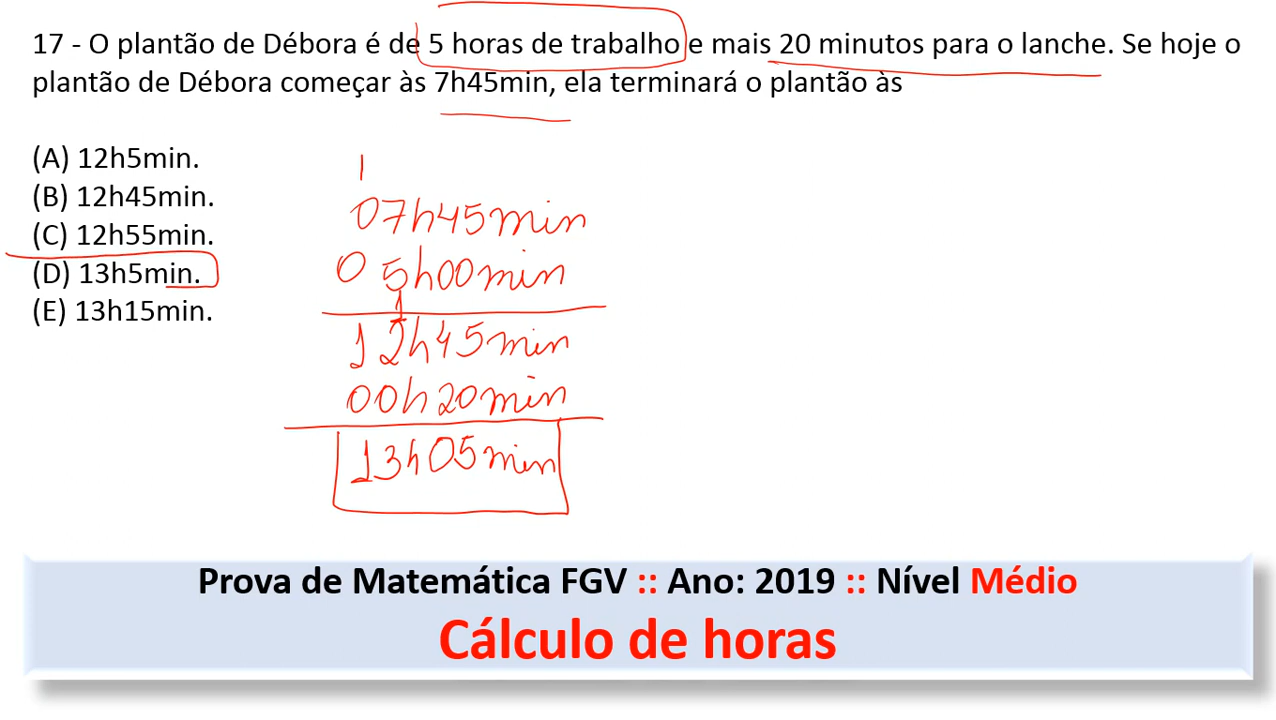 17 - O plantão de Débora é de 5 horas de trabalho e mais 20 minutos para o lanche. Se hoje o
plantão de Débora começar às 7h45min, ela terminará o plantão às
(A) 12h5min.
(B) 12h45min.
(C) 12h55min.
(D) 13h5min.
(E) 13h15min.
1
07h45min
05h00min
1
12h45min
00h20min
13h05min
Prova de Matemática FGV :: Ano: 2019 :: Nível Médio
Cálculo de horas